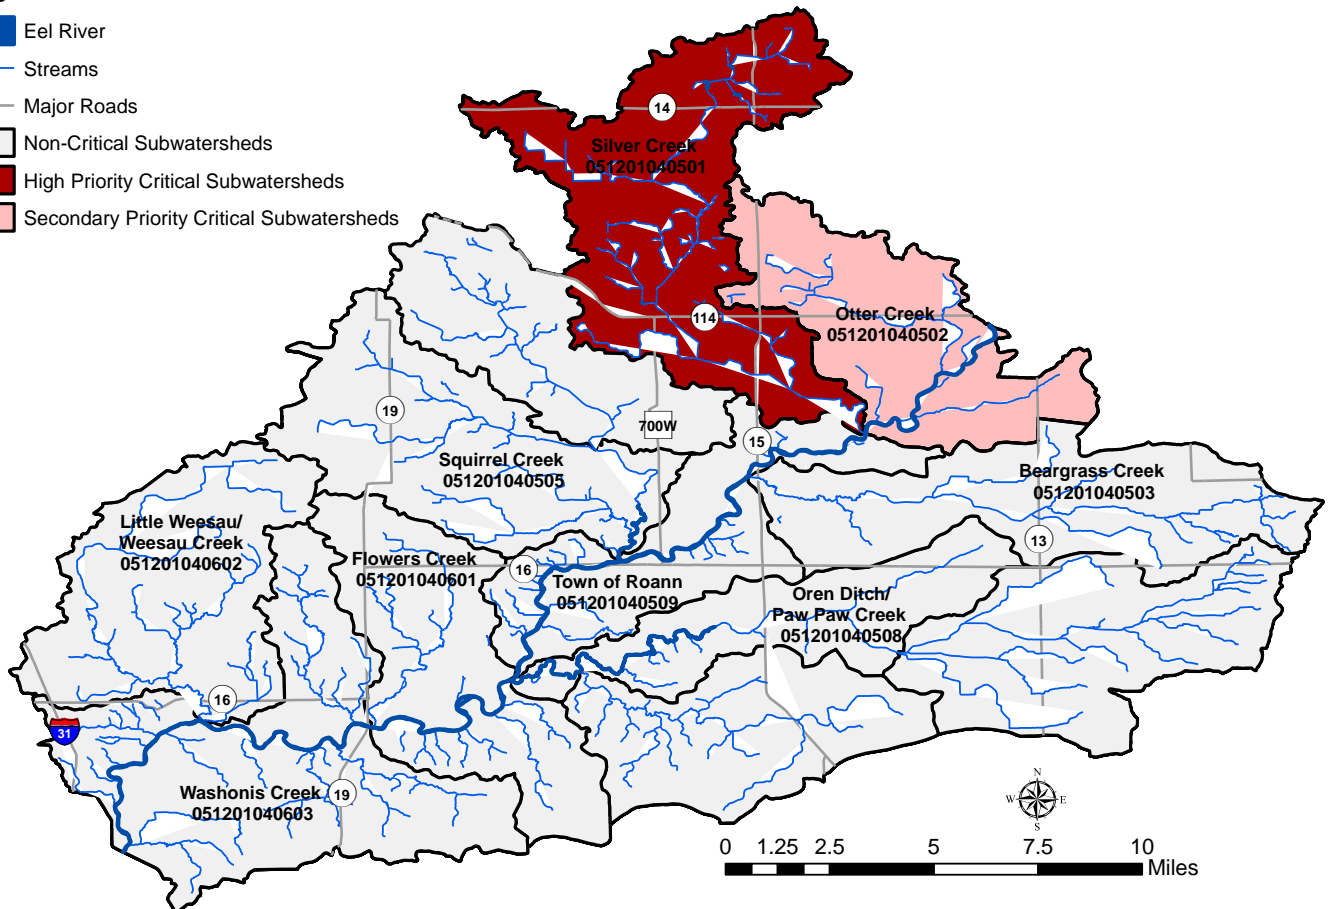 Eel River
Streams
Major Roads
Non-Critical Subwatersheds
High Priority Critical Subwatersheds
Secondary Priority Critical Subwatersheds
14
Silver Creek
051201040501
114
Otter Creek
051201040502
19
700W
15
Squirrel Creek
051201040505
Beargrass Creek
051201040503
Little Weesau/
Weesau Creek
051201040602
13
Flowers Creek
051201040601
16
Town of Roann
051201040509
Oren Ditch/
Paw Paw Creek
051201040508
16
31
Washonis Creek
051201040603
19
N
W
E
S
0 1.25 2.5 5 7.5 10
Miles